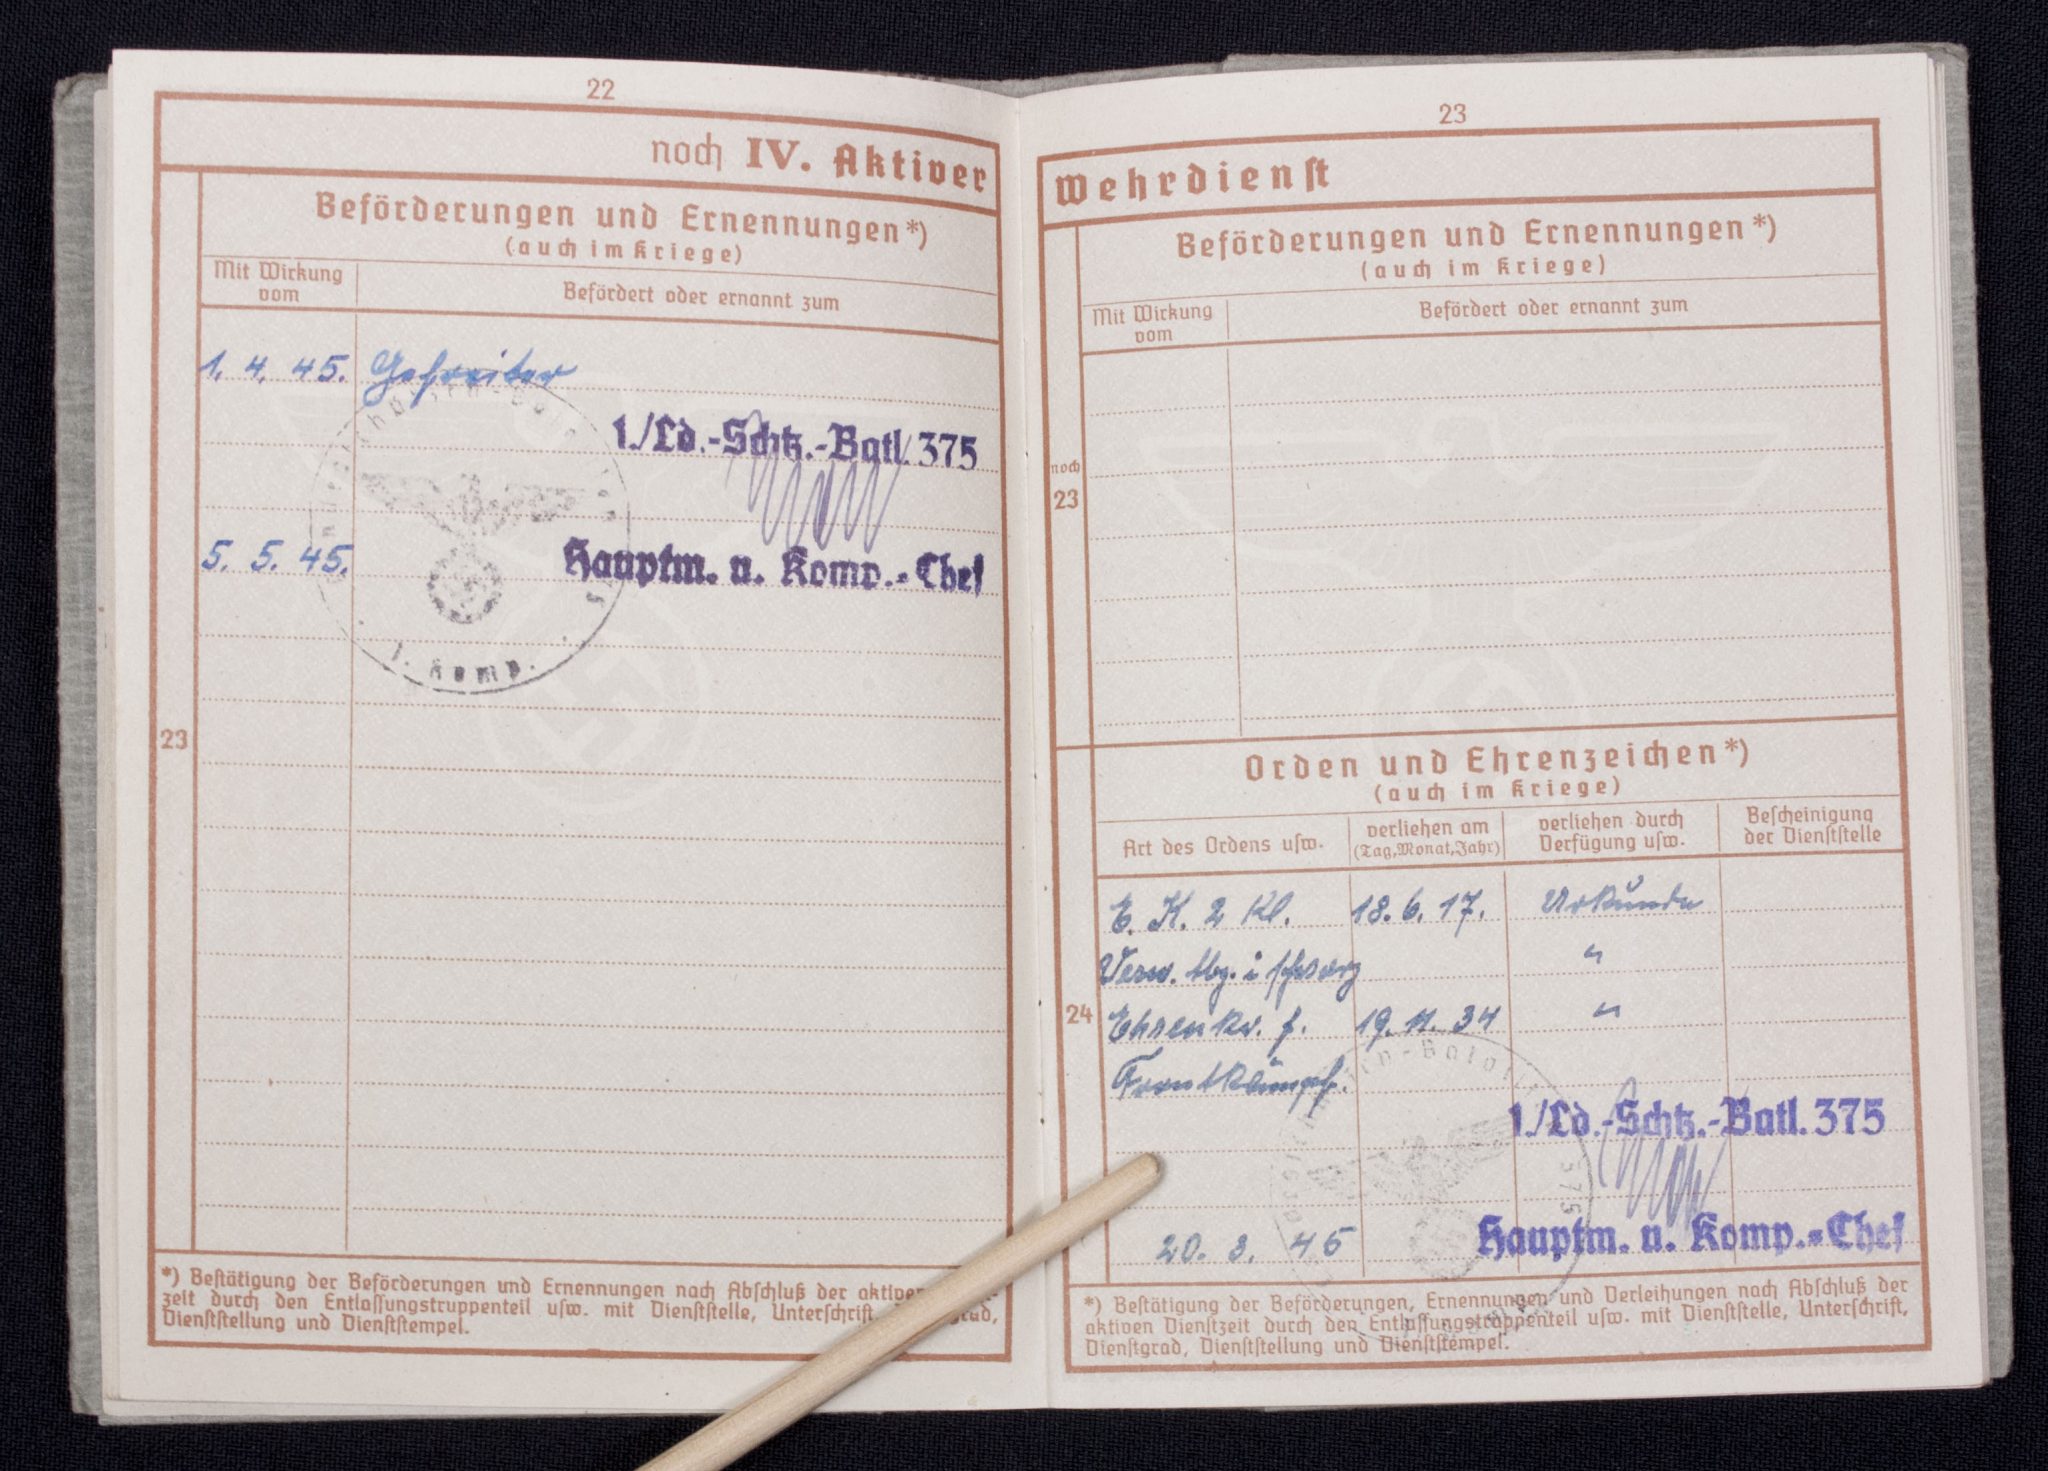 22
noch IV. Aktiver
Beförderungen und Ernennungen*)
(auch im Kriege)
Mit Wirkung
vom
Befördert oder ernannt zum
1. 4. 45. Gefreiter
1./Ld.-Schtz.-Batl. 375
5. 5. 45.
Hauptm. u. Komp.-Chef
1. Komp.
23
*) Bestätigung der Beförderungen und Ernennungen nach Abschluß der aktiven
zeit durch den Entlassungstruppenteil usw. mit Dienststelle, Unterschrift,
Dienststellung und Dienststempel.
23
Wehrdienst
Beförderungen und Ernennungen*)
(auch im Kriege)
Mit Wirkung
vom
Befördert oder ernannt zum
noch
23
Orden und Ehrenzeichen*)
(auch im Kriege)
Art des Ordens usw.
verliehen am
(Tag, Monat, Jahr)
verliehen durch
Verfügung usw.
Bescheinigung
der Dienststelle
E. K. 2 Kl. 18. 6. 17. Urkunde
Verw. Abz. i schwarz "
24
Ehrenkr. f. 19. 11. 34 "
Frontkämpf.
1./Ld.-Schtz.-Batl. 375
20. 3. 45
Hauptm. u. Komp.-Chef
*) Bestätigung der Beförderungen, Ernennungen und Verleihungen nach Abschluß der
aktiven Dienstzeit durch den Entlassungstruppenteil usw. mit Dienststelle, Unterschrift,
Dienstgrad, Dienststellung und Dienststempel.